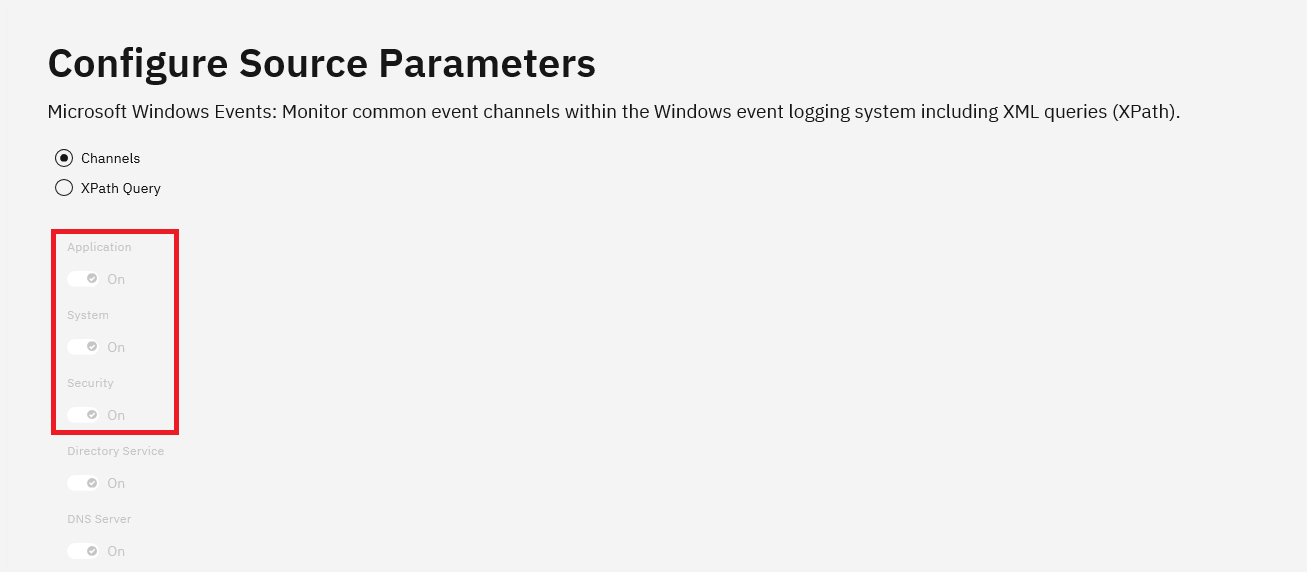 Configure Source Parameters
Microsoft Windows Events: Monitor common event channels within the Windows event logging system including XML queries (XPath).
Channels
XPath Query
Application
On
System
On
Security
On
Directory Service
On
DNS Server
On